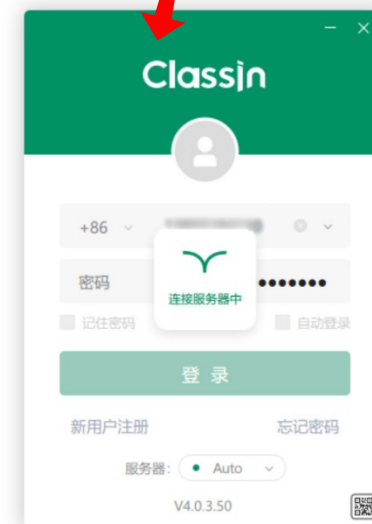 ClassIn
+86
密码 •••••••
连接服务器中
记住密码 自动登录
登 录
新用户注册 忘记密码
服务器: • Auto
V4.0.3.50